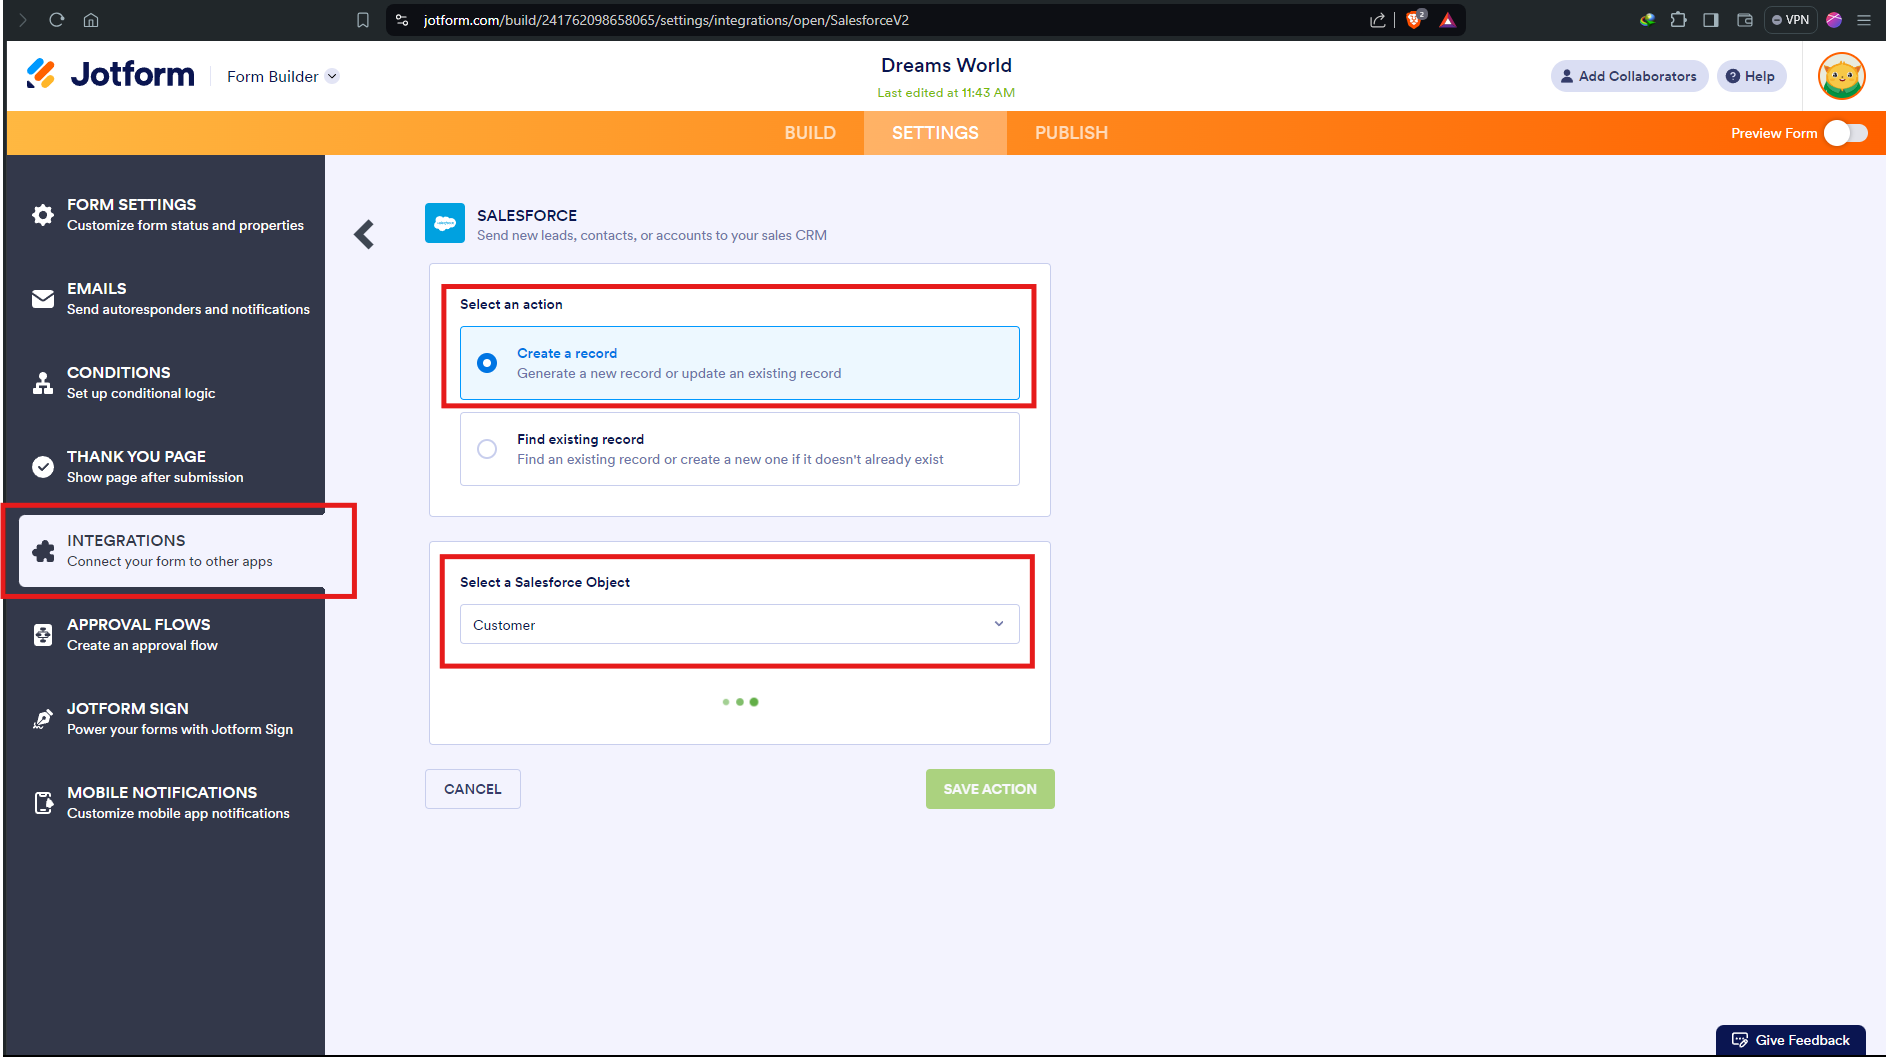 jotform.com/build/241762098658065/settings/integrations/open/SalesforceV2
2
VPN
Jotform
Form Builder
Dreams World
Last edited at 11:43 AM
Add Collaborators
Help
BUILD
SETTINGS
PUBLISH
Preview Form
FORM SETTINGS
Customize form status and properties
EMAILS
Send autoresponders and notifications
CONDITIONS
Set up conditional logic
THANK YOU PAGE
Show page after submission
INTEGRATIONS
Connect your form to other apps
APPROVAL FLOWS
Create an approval flow
JOTFORM SIGN
Power your forms with Jotform Sign
MOBILE NOTIFICATIONS
Customize mobile app notifications
SALESFORCE
Send new leads, contacts, or accounts to your sales CRM
Select an action
Create a record
Generate a new record or update an existing record
Find existing record
Find an existing record or create a new one if it doesn't already exist
Select a Salesforce Object
Customer
CANCEL
SAVE ACTION
Give Feedback